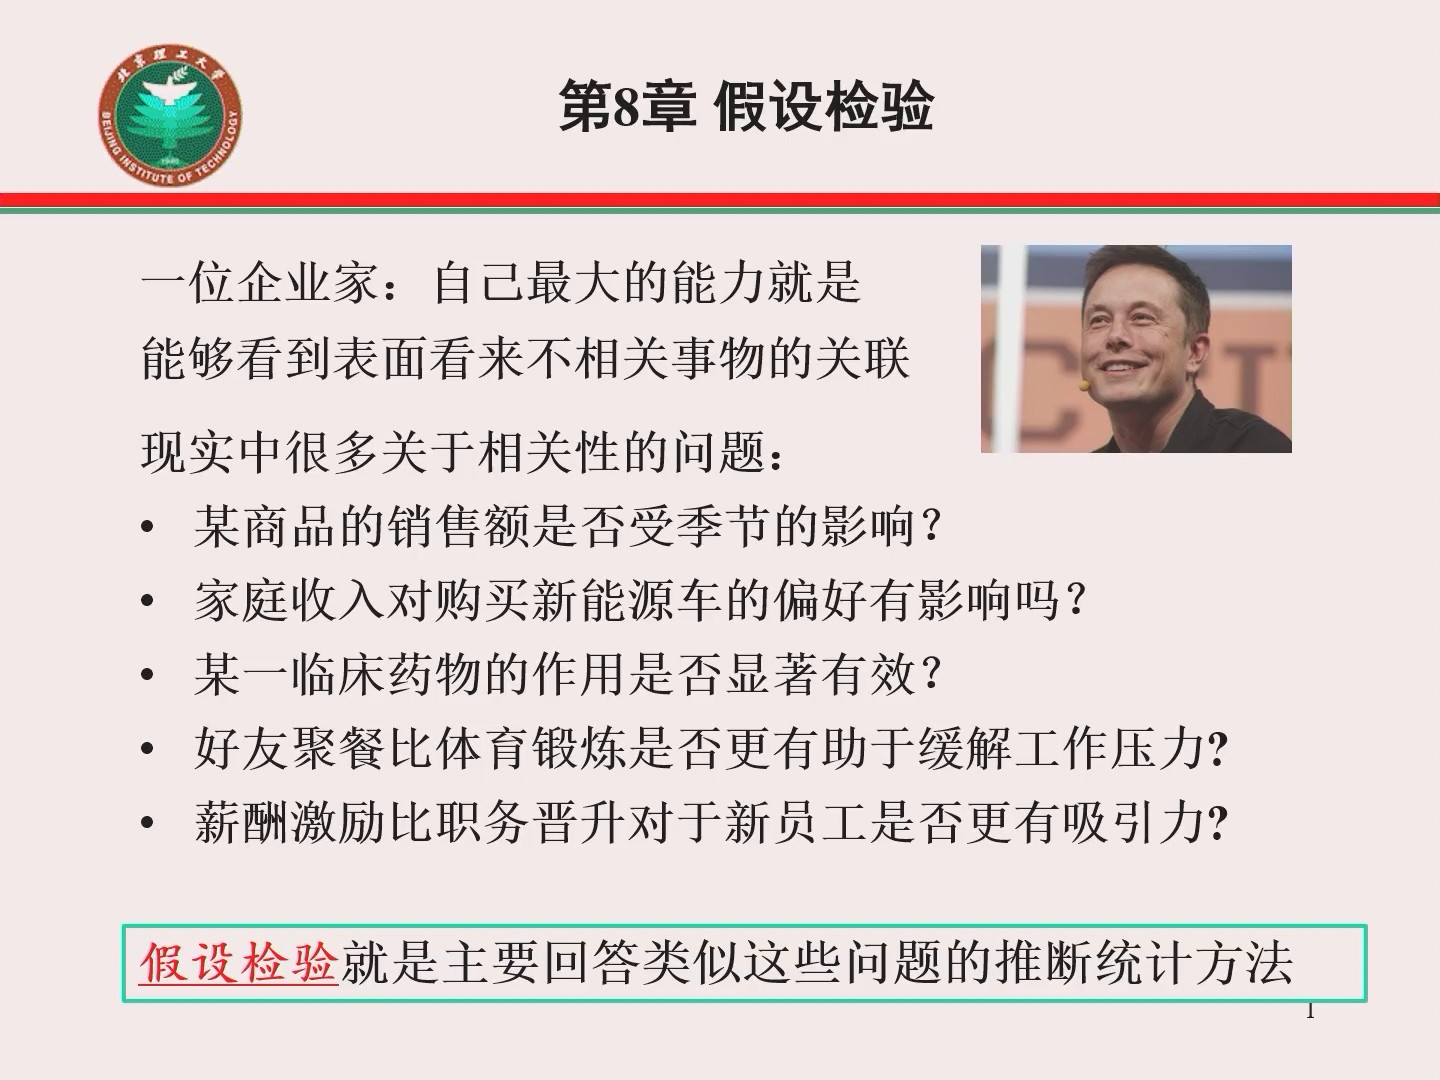 北京理工大学
BEIJING INSTITUTE OF TECHNOLOGY
1940
第8章 假设检验
一位企业家：自己最大的能力就是
能够看到表面看来不相关事物的关联
现实中很多关于相关性的问题：
• 某商品的销售额是否受季节的影响？
• 家庭收入对购买新能源车的偏好有影响吗？
• 某一临床药物的作用是否显著有效？
• 好友聚餐比体育锻炼是否更有助于缓解工作压力?
• 薪酬激励比职务晋升对于新员工是否更有吸引力?
假设检验就是主要回答类似这些问题的推断统计方法
1